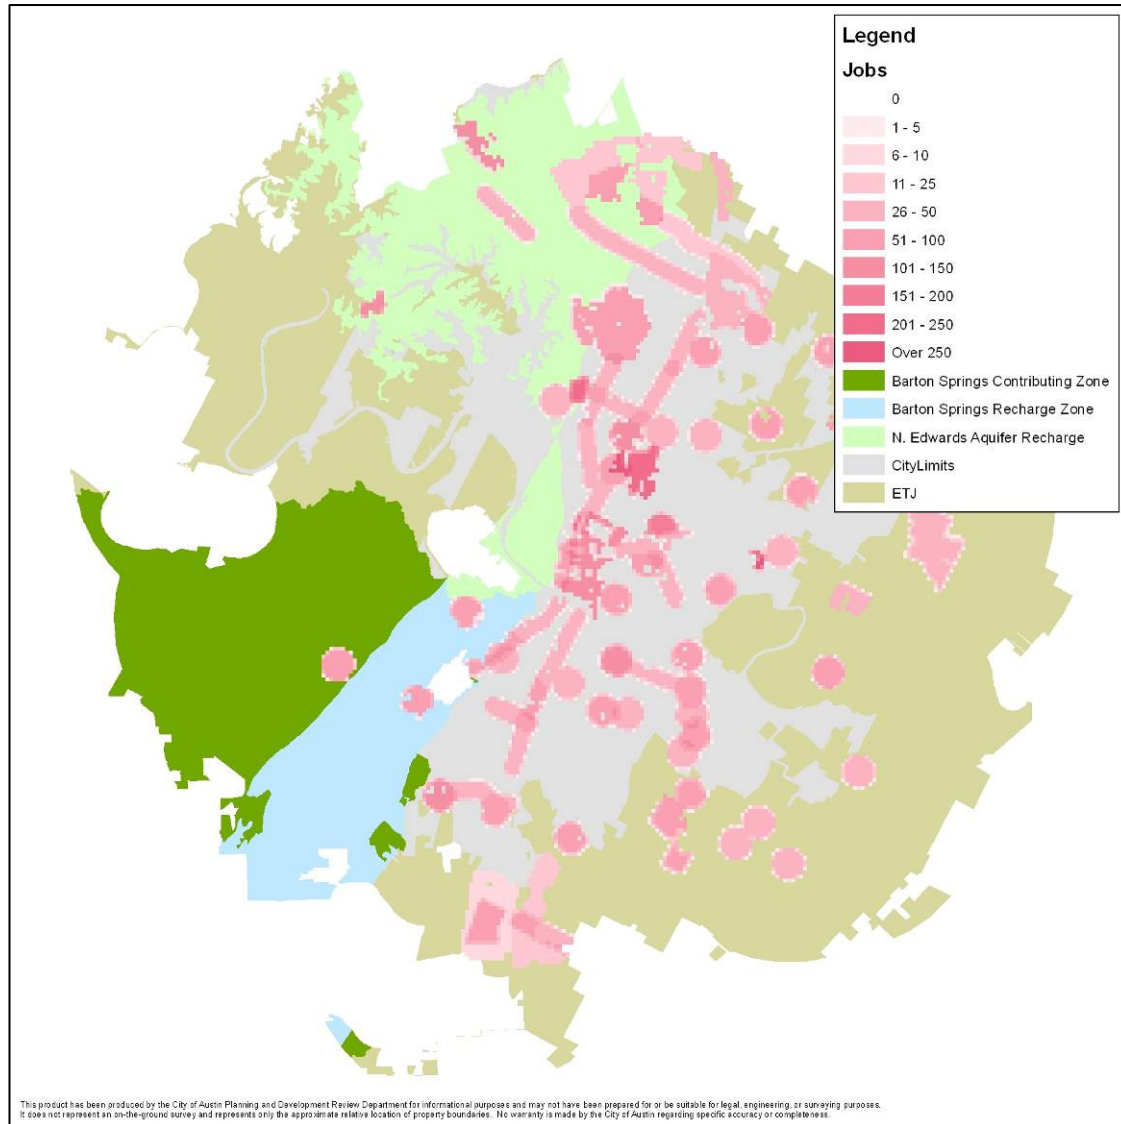 Legend
Jobs
0
1 - 5
6 - 10
11 - 25
26 - 50
51 - 100
101 - 150
151 - 200
201 - 250
Over 250
Barton Springs Contributing Zone
Barton Springs Recharge Zone
N. Edwards Aquifer Recharge
CityLimits
ETJ
This product has been produced by the City of Austin Planning and Development Review Department for informational purposes and may not have been prepared for or be suitable for legal, engineering, or surveying purposes.
It does not represent an on-the-ground survey and represents only the approximate relative location of property boundaries. No warranty is made by the City of Austin regarding specific accuracy or completeness.